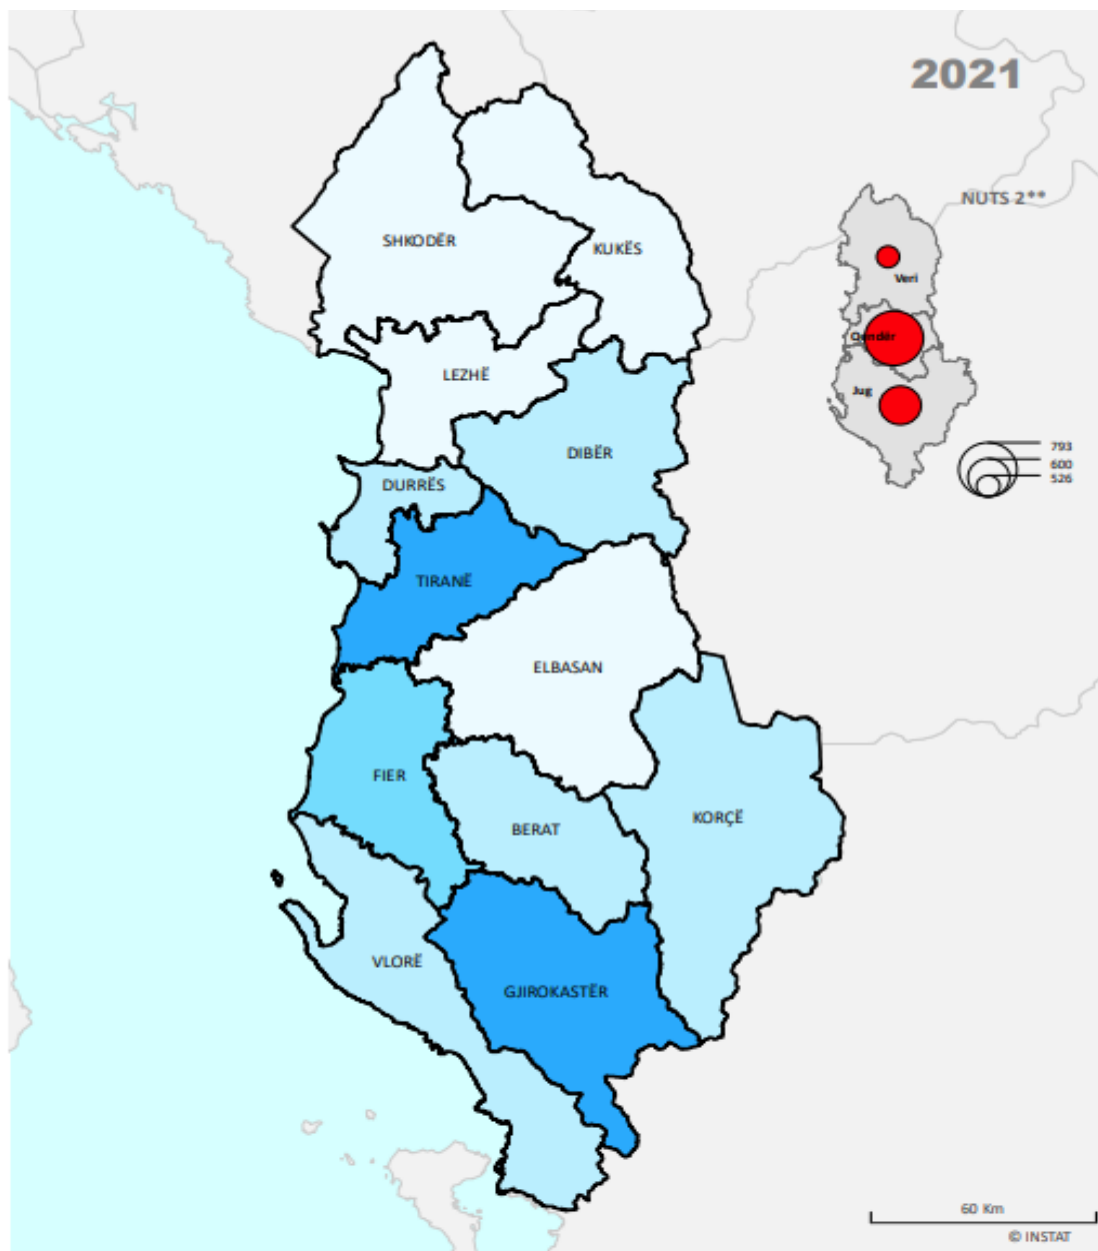 2021
NUTS 2**
SHKODËR
KUKËS
Veri
Qendër
LEZHË
Jug
DIBËR
793
600
526
DURRËS
TIRANË
ELBASAN
FIER
BERAT
KORÇË
VLORË
GJIROKASTËR
60 Km
© INSTAT